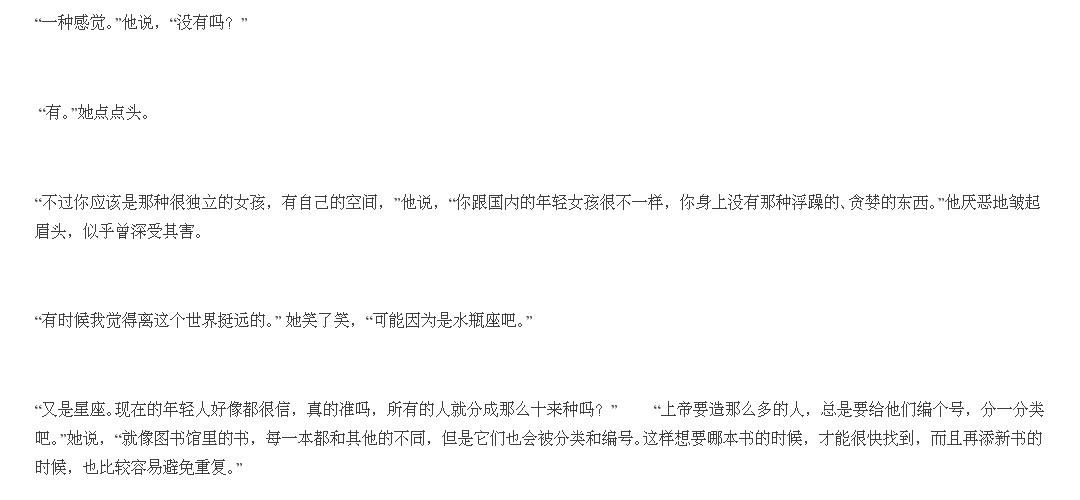 “一种感觉。”他说，“没有吗？”
“有。”她点点头。
“不过你应该是那种很独立的女孩，有自己的空间，”他说，“你跟国内的年轻女孩很不一样，你身上没有那种浮躁的、贪婪的东西。”他厌恶地皱起
眉头，似乎曾深受其害。
“有时候我觉得离这个世界挺远的。” 她笑了笑，“可能因为是水瓶座吧。”
“又是星座。现在的年轻人好像都很信，真的准吗，所有的人就分成那么十来种吗？” “上帝要造那么多的人，总是要给他们编个号，分一分类
吧。”她说，“就像图书馆里的书，每一本都和其他的不同，但是它们也会被分类和编号。这样想要哪本书的时候，才能很快找到，而且再添新书的
时候，也比较容易避免重复。”